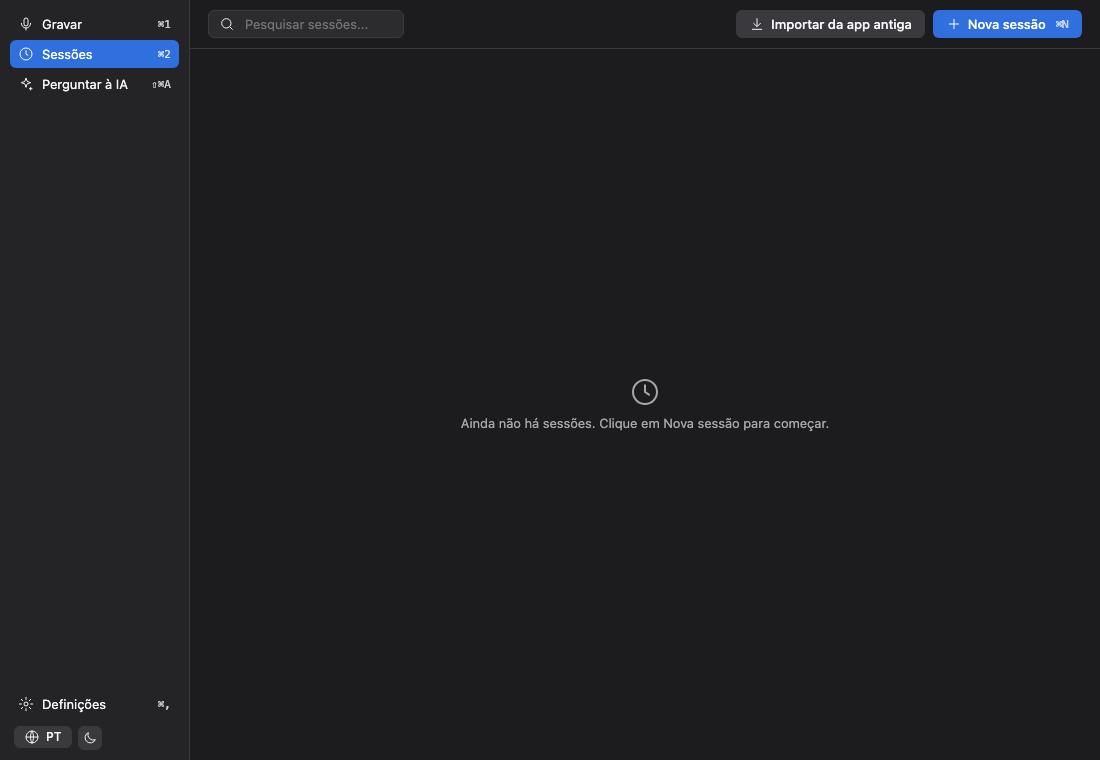 Gravar ⌘1
Sessões ⌘2
Perguntar à IA ⇧⌘A
Pesquisar sessões...
Importar da app antiga
Nova sessão ⌘N
Ainda não há sessões. Clique em Nova sessão para começar.
Definições ⌘,
PT